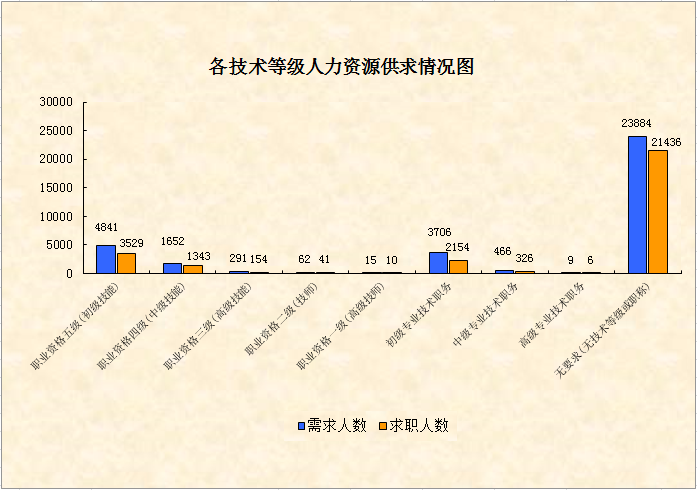 各技术等级人力资源供求情况图
30000
25000
20000
15000
10000
5000
0
4841
3529
1652
1343
291
154
62
41
15
10
3706
2154
466
326
9
6
23884
21436
职业资格五级(初级技能)
职业资格四级(中级技能)
职业资格三级(高级技能)
职业资格二级(技师)
职业资格一级(高级技师)
初级专业技术职务
中级专业技术职务
高级专业技术职务
无要求(无技术等级或职称)
需求人数
求职人数